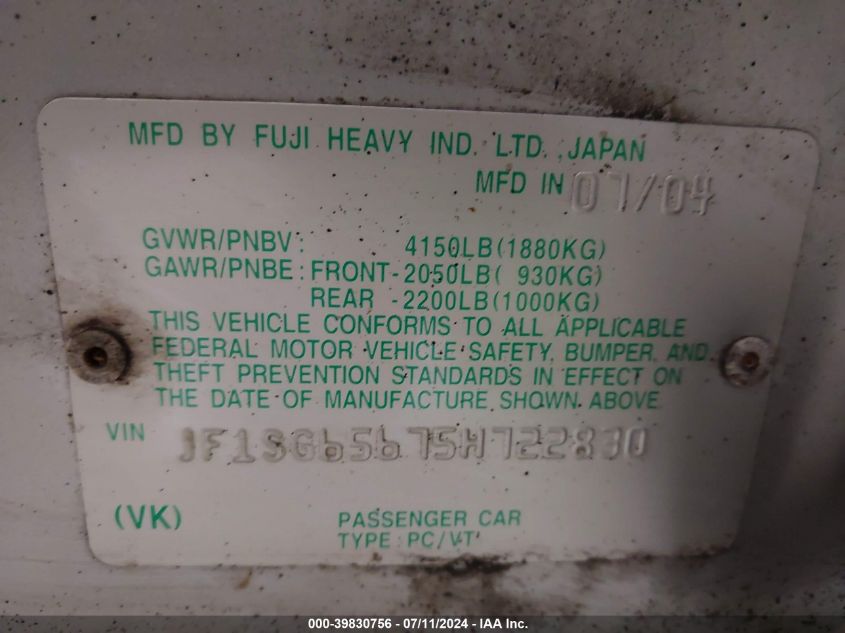 MFD BY FUJI HEAVY IND. LTD., JAPAN
MFD IN 07/04
GVWR/PNBV: 4150LB(1880KG)
GAWR/PNBE: FRONT-2050LB( 930KG)
REAR -2200LB(1000KG)
THIS VEHICLE CONFORMS TO ALL APPLICABLE
FEDERAL MOTOR VEHICLE SAFETY, BUMPER, AND
THEFT PREVENTION STANDARDS IN EFFECT ON
THE DATE OF MANUFACTURE SHOWN ABOVE.
VIN JF1SG65675H722830
(VK) PASSENGER CAR
TYPE: PC/VT
000-39830756 - 07/11/2024 - IAA Inc.